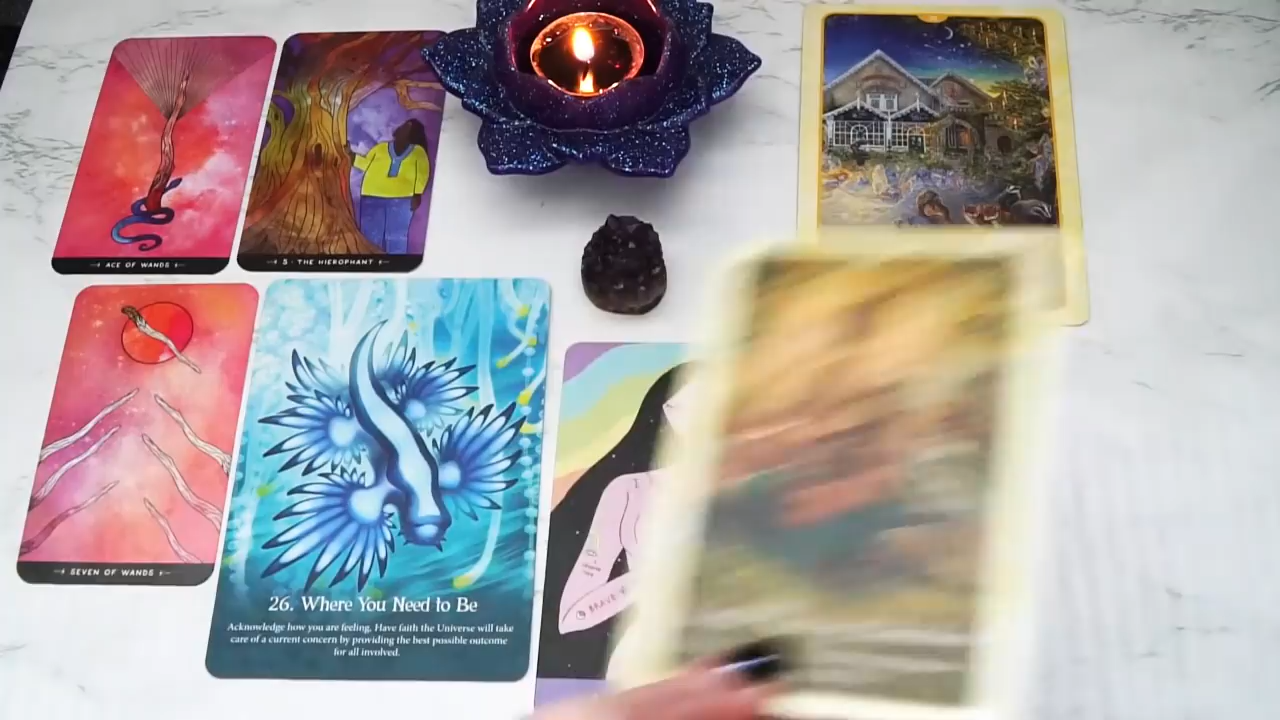 ACE OF WANDS
5 · THE HIEROPHANT
SEVEN OF WANDS
26. Where You Need to Be
Acknowledge how you are feeling. Have faith the Universe will take
care of a current concern by providing the best possible outcome
for all involved.
BRAVE